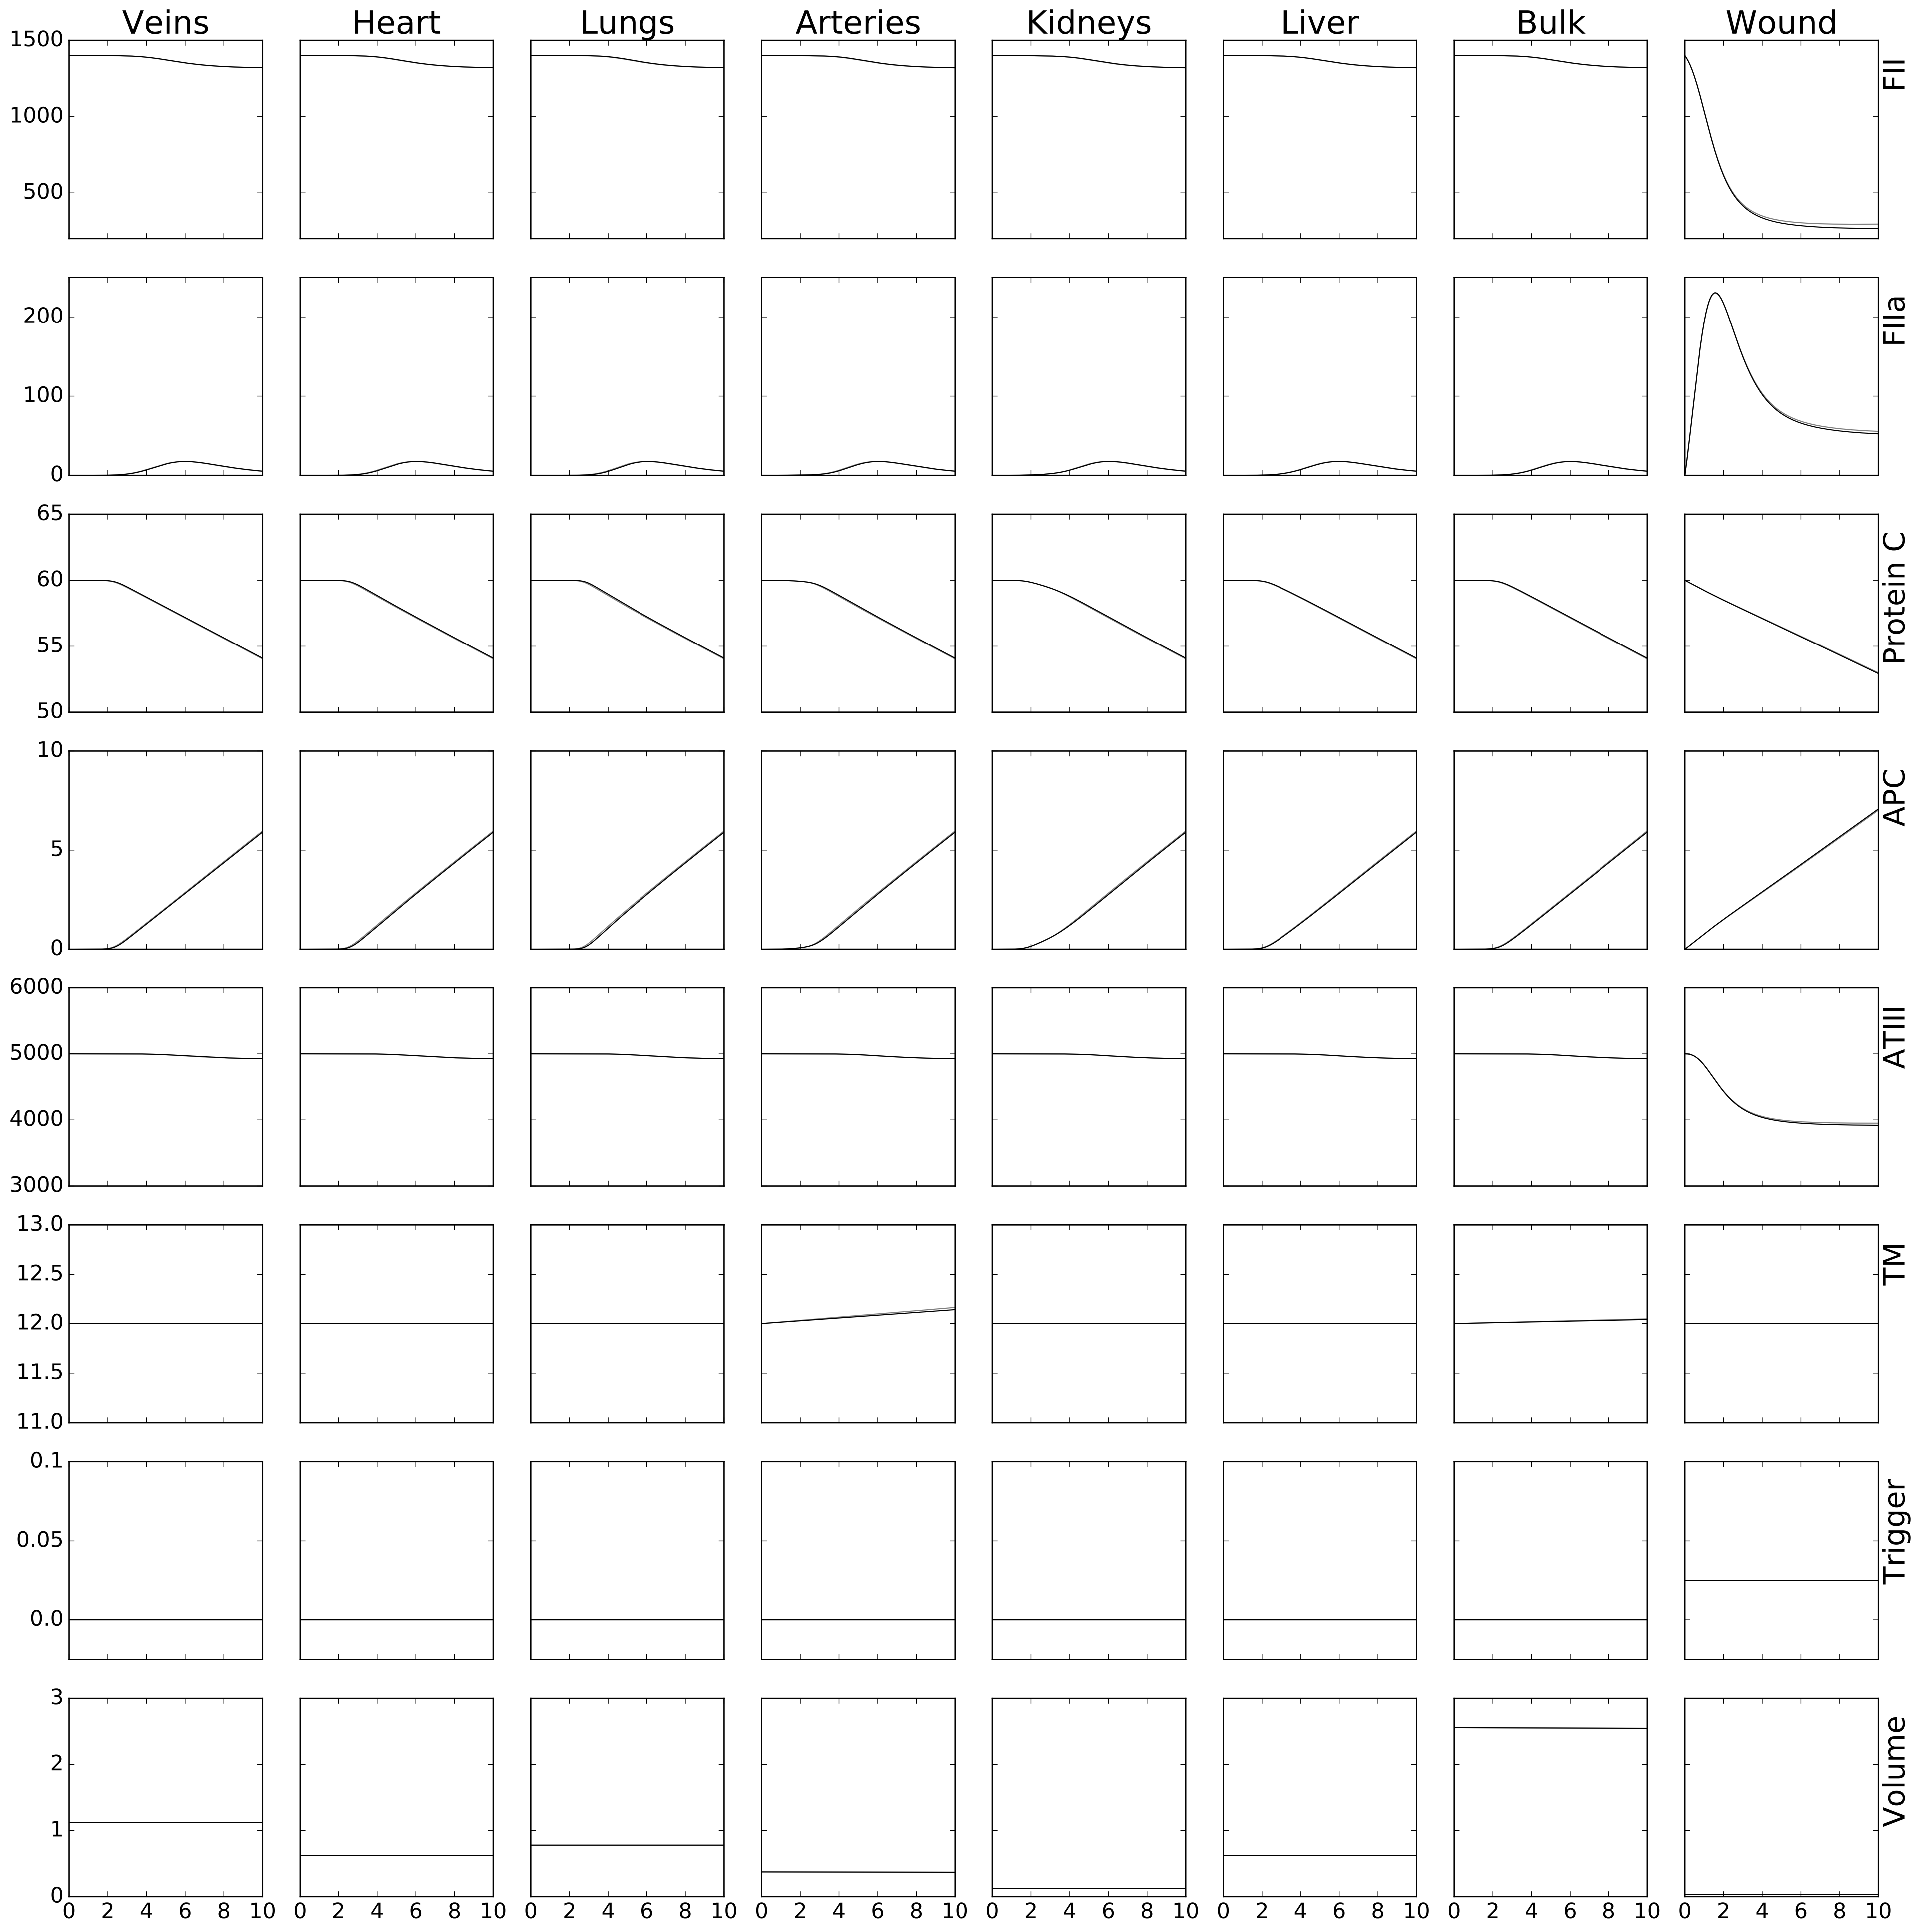 Veins Heart Lungs Arteries Kidneys Liver Bulk Wound
1500
1000
500
FII
200
100
0
FIIa
65
60
55
50
Protein C
10
5
0
APC
6000
5000
4000
3000
ATIII
13.0
12.5
12.0
11.5
11.0
TM
0.1
0.05
0.0
Trigger
3
2
1
0
Volume
0 2 4 6 8 10 0 2 4 6 8 10 0 2 4 6 8 10 0 2 4 6 8 10 0 2 4 6 8 10 0 2 4 6 8 10 0 2 4 6 8 10 0 2 4 6 8 10